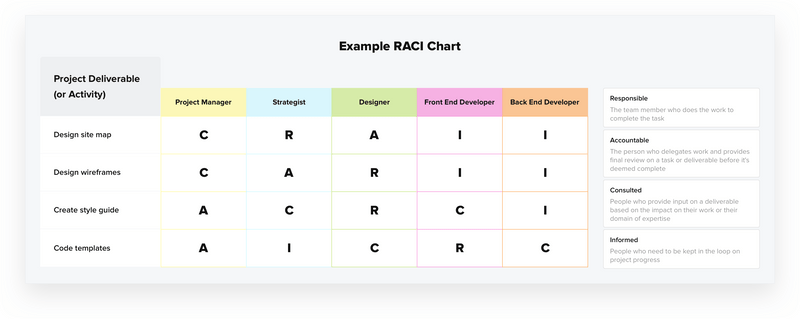 Example RACI Chart
Project Deliverable
(or Activity)
Project Manager Strategist Designer Front End Developer Back End Developer
Design site map C R A I I
Design wireframes C A R I I
Create style guide A C R C I
Code templates A I C R C
Responsible
The team member who does the work to
complete the task
Accountable
The person who delegates work and provides
final review on a task or deliverable before it's
deemed complete
Consulted
People who provide input on a deliverable
based on the impact on their work or their
domain of expertise
Informed
People who need to be kept in the loop on
project progress